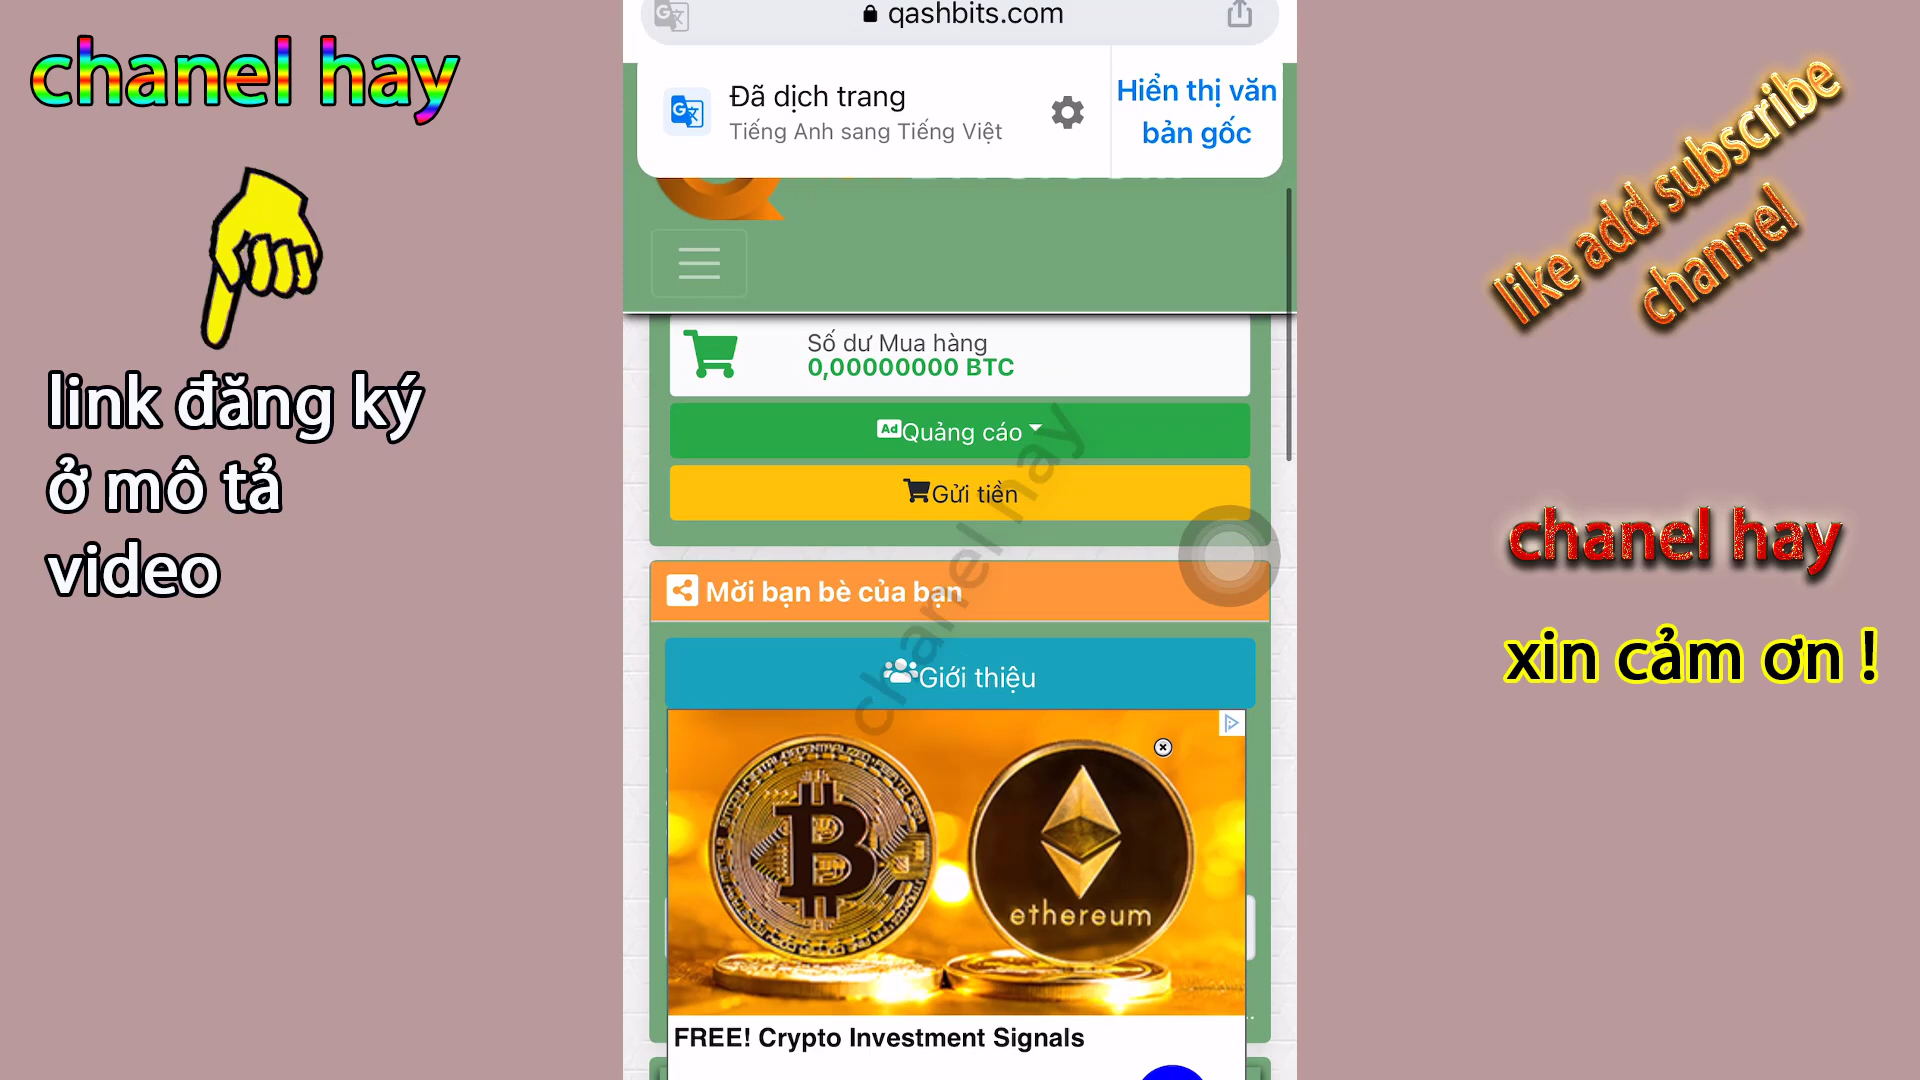 chanel hay
link đăng ký
ở mô tả
video
qashbits.com
Đã dịch trang
Tiếng Anh sang Tiếng Việt
Hiển thị văn
bản gốc
Số dư Mua hàng
0,00000000 BTC
Ad Quảng cáo
Gửi tiền
Mời bạn bè của bạn
Giới thiệu
chanel hay
ethereum
FREE! Crypto Investment Signals
like add subscribe
channel
chanel hay
xin cảm ơn !